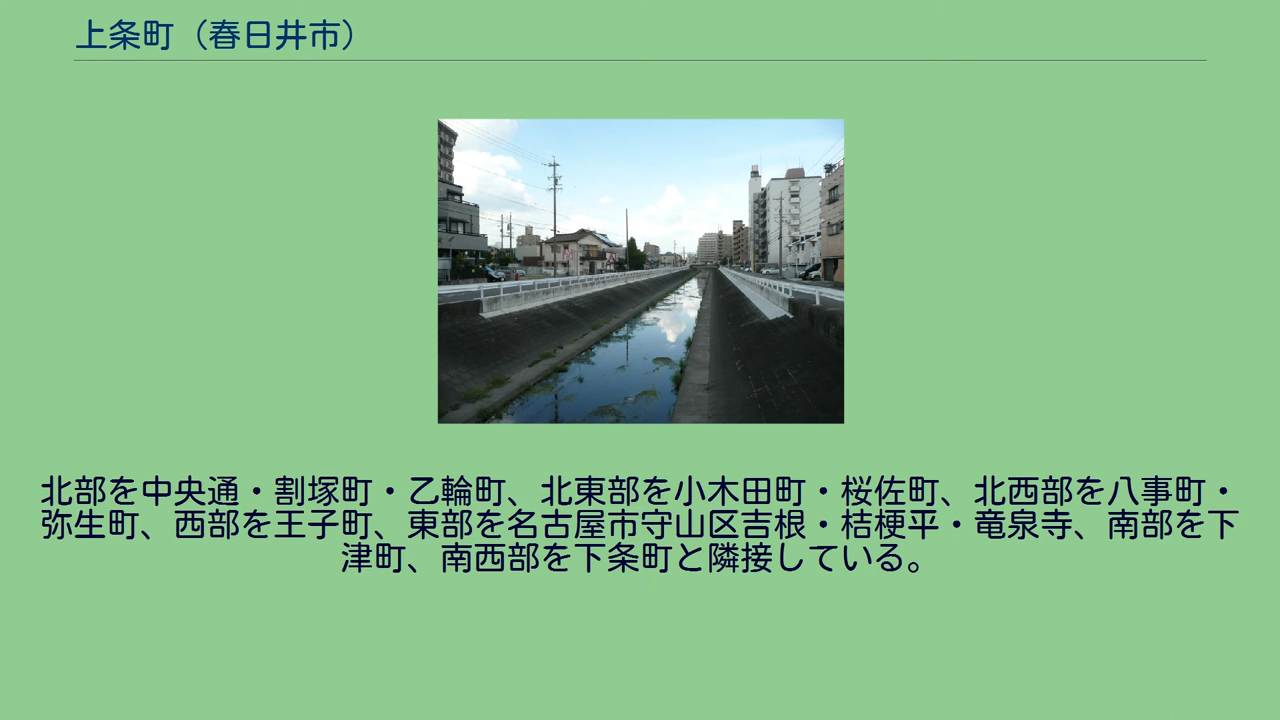 上条町（春日井市）
北部を中央通・割塚町・乙輪町、北東部を小木田町・桜佐町、北西部を八事町・
弥生町、西部を王子町、東部を名古屋市守山区吉根・桔梗平・竜泉寺、南部を下
津町、南西部を下条町と隣接している。